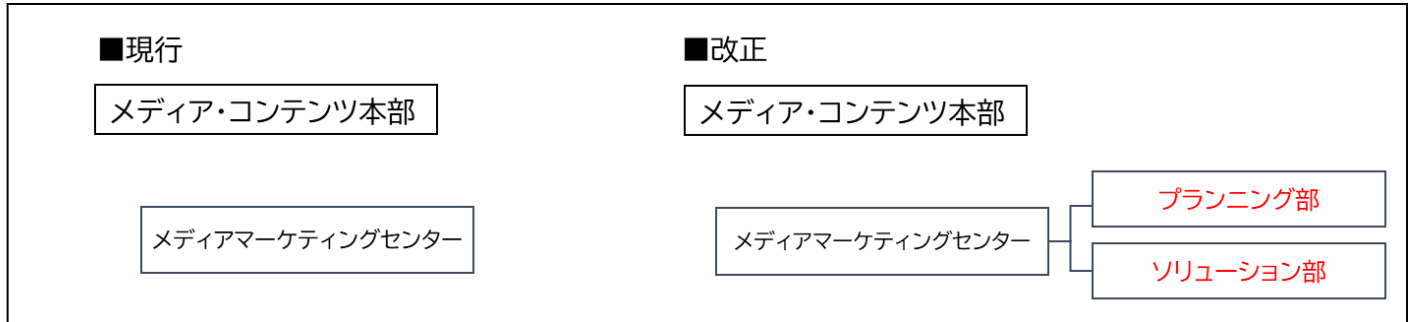 ■現行
メディア・コンテンツ本部
メディアマーケティングセンター
■改正
メディア・コンテンツ本部
メディアマーケティングセンター
プランニング部
ソリューション部